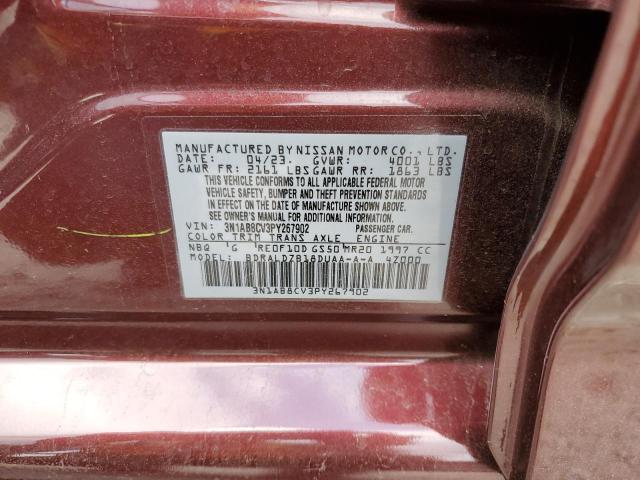 MANUFACTURED BY NISSAN MOTOR CO., LTD.
DATE: 04/23. GVWR: 4001 LBS
GAWR FR: 2161 LBS GAWR RR: 1863 LBS
THIS VEHICLE CONFORMS TO ALL APPLICABLE FEDERAL MOTOR
VEHICLE SAFETY, BUMPER AND THEFT PREVENTION STANDARDS
IN EFFECT ON THE DATE OF MANUFACTURE SHOWN ABOVE.
SEE OWNER'S MANUAL FOR ADDITIONAL INFORMATION.
VIN: 3N1AB8CV3PY267902 PASSENGER CAR.
COLOR TRIM TRANS AXLE ENGINE
NBQ G RE0F10D GS50 MR20 1997 CC
MODEL: BDRALDZB18DUAA-A-A 47000
3N1AB8CV3PY267902